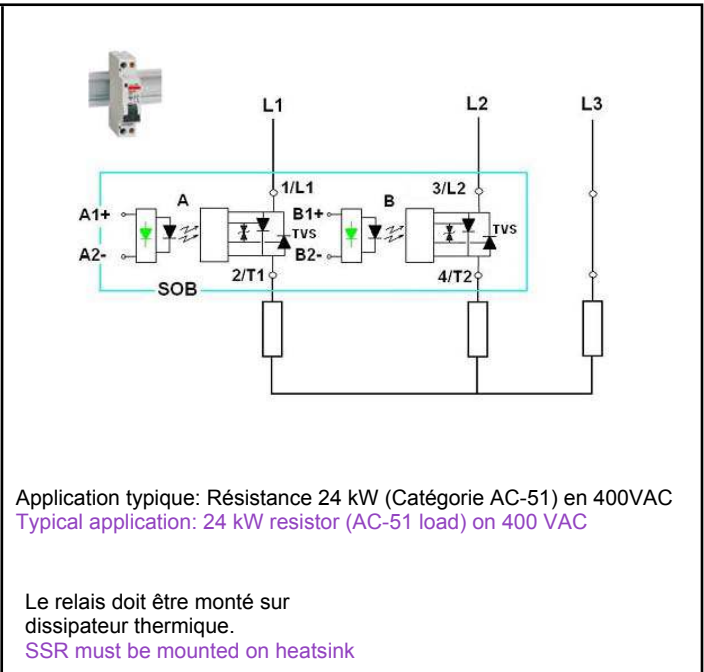 L1 L2 L3
1/L1 3/L2
A B
A1+ B1+
TVS TVS
A2- B2-
2/T1 4/T2
SOB
Application typique: Résistance 24 kW (Catégorie AC-51) en 400VAC
Typical application: 24 kW resistor (AC-51 load) on 400 VAC
Le relais doit être monté sur
dissipateur thermique.
SSR must be mounted on heatsink